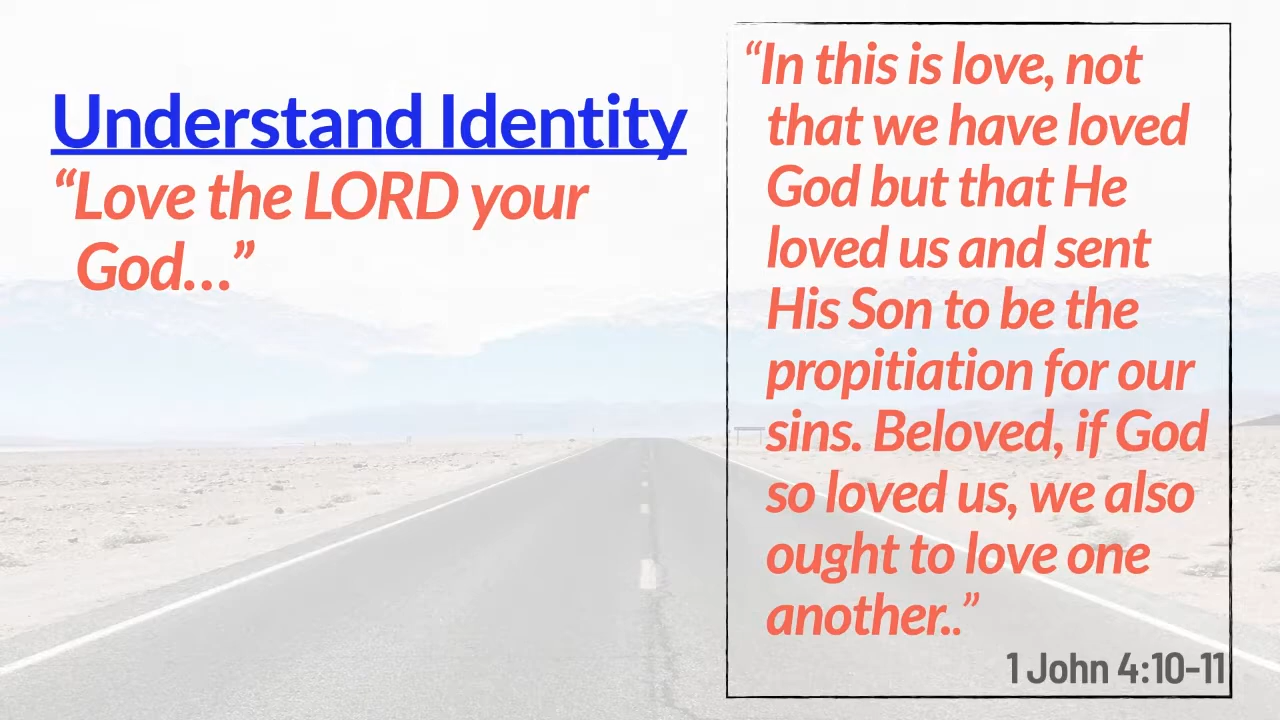 Understand Identity
“Love the LORD your
God...”
“In this is love, not
that we have loved
God but that He
loved us and sent
His Son to be the
propitiation for our
sins. Beloved, if God
so loved us, we also
ought to love one
another..”
1 John 4:10-11